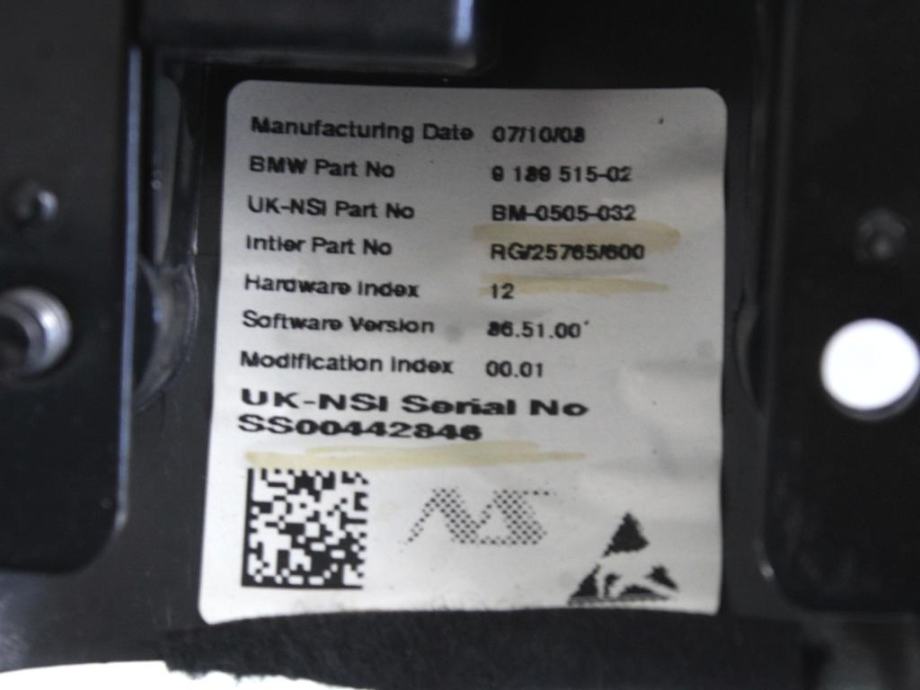 Manufacturing Date 07/10/08
BMW Part No 9 189 515-02
UK-NSI Part No BM-0505-032
Intier Part No RG/25765/600
Hardware Index 12
Software Version 86.51.00
Modification Index 00.01
UK-NSI Serial No
SS00442846